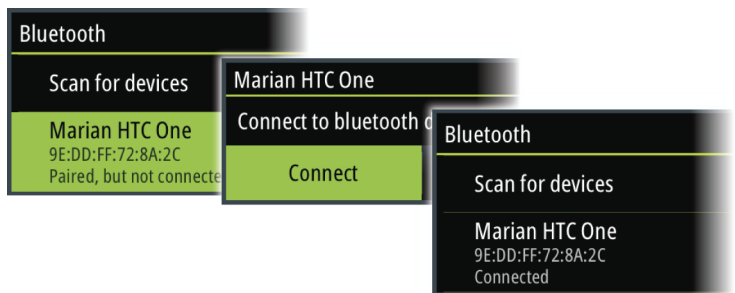 Bluetooth
Scan for devices
Marian HTC One
9E:DD:FF:72:8A:2C
Paired, but not connecte
Marian HTC One
Connect to bluetooth d
Connect
Bluetooth
Scan for devices
Marian HTC One
9E:DD:FF:72:8A:2C
Connected